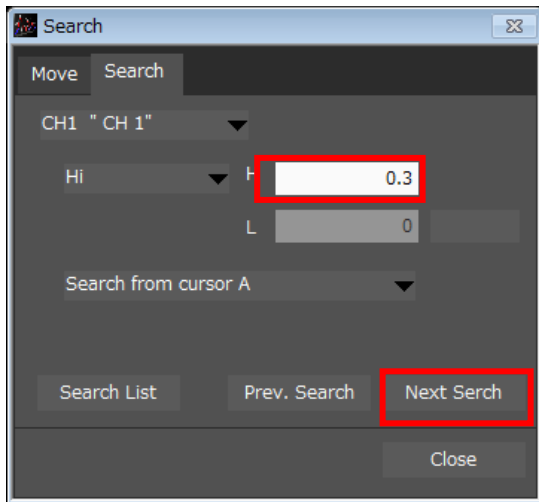 Search
Move Search
CH1 " CH 1"
Hi H 0.3
L 0
Search from cursor A
Search List Prev. Search Next Serch
Close